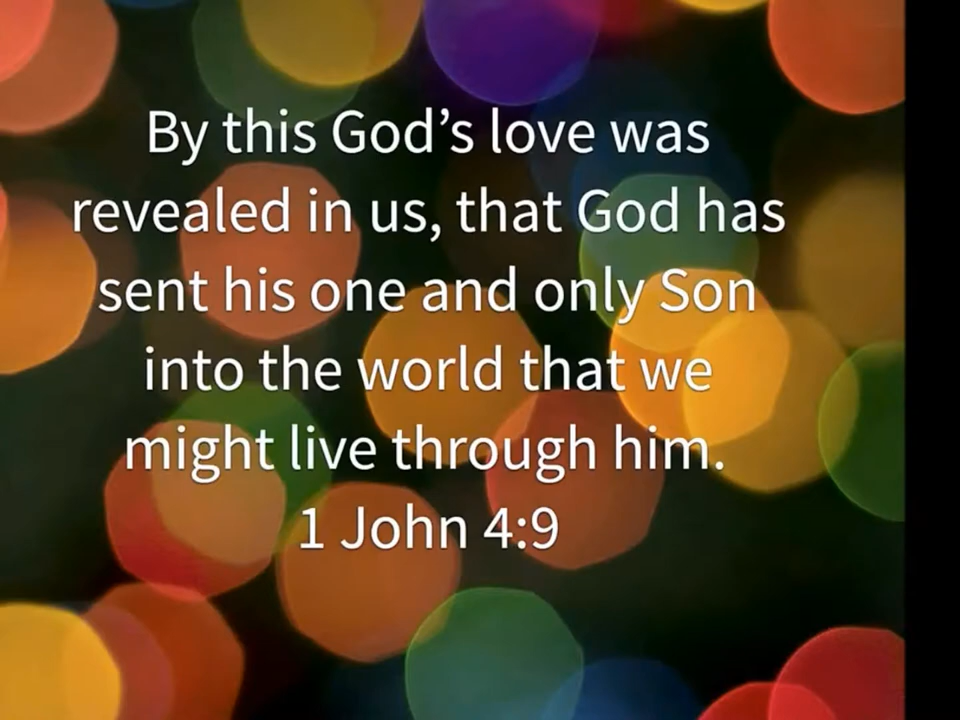 By this God’s love was
revealed in us, that God has
sent his one and only Son
into the world that we
might live through him.
1 John 4:9